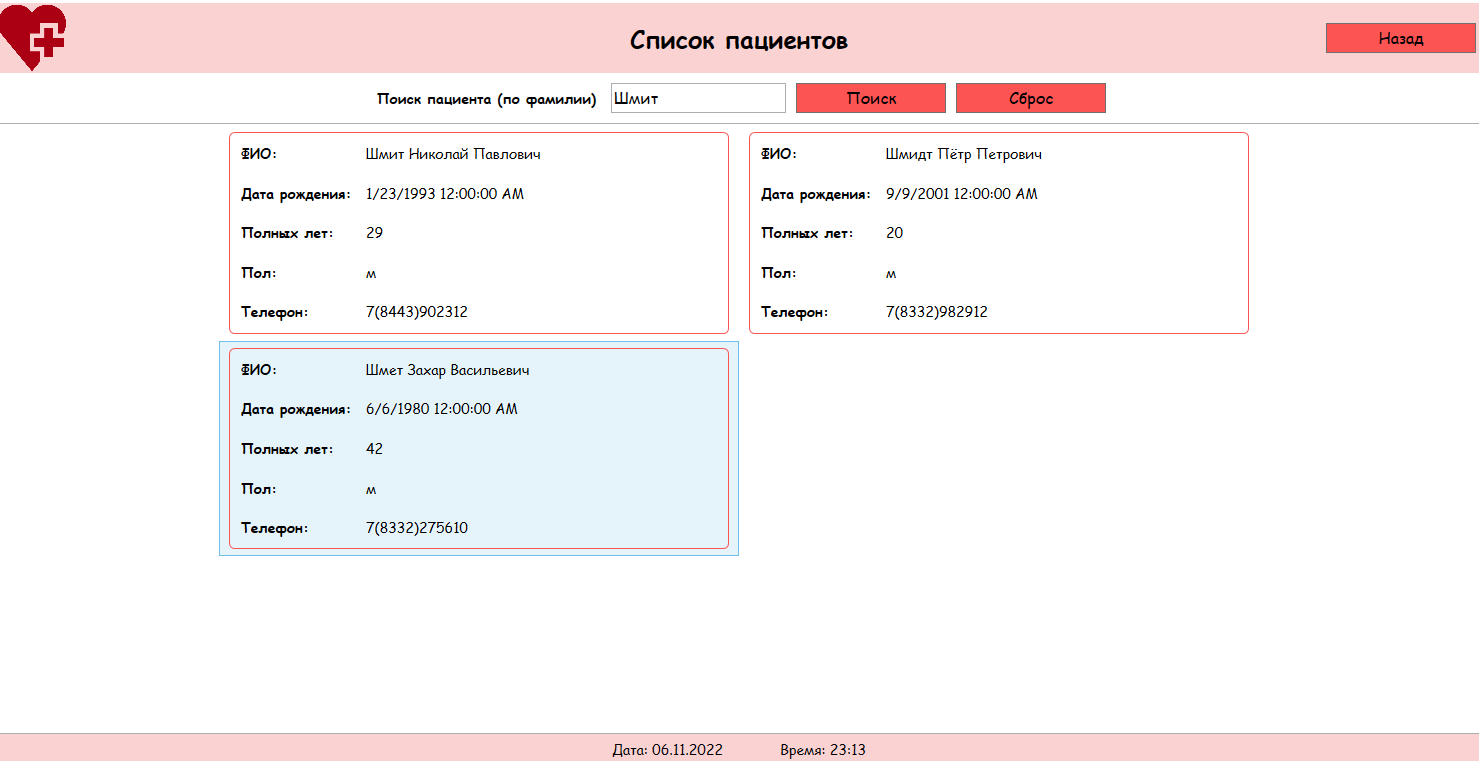 Список пациентов
Назад
Поиск пациента (по фамилии) Шмит Поиск Сброс
ФИО: Шмит Николай Павлович
Дата рождения: 1/23/1993 12:00:00 AM
Полных лет: 29
Пол: м
Телефон: 7(8443)902312
ФИО: Шмидт Пётр Петрович
Дата рождения: 9/9/2001 12:00:00 AM
Полных лет: 20
Пол: м
Телефон: 7(8332)982912
ФИО: Шмет Захар Васильевич
Дата рождения: 6/6/1980 12:00:00 AM
Полных лет: 42
Пол: м
Телефон: 7(8332)275610
Дата: 06.11.2022 Время: 23:13